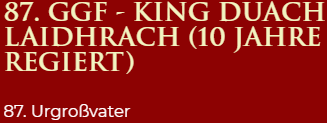 87. GGF - KING DUACH
LAIDHRACH (10 JAHRE
REGIERT)
87. Urgroßvater